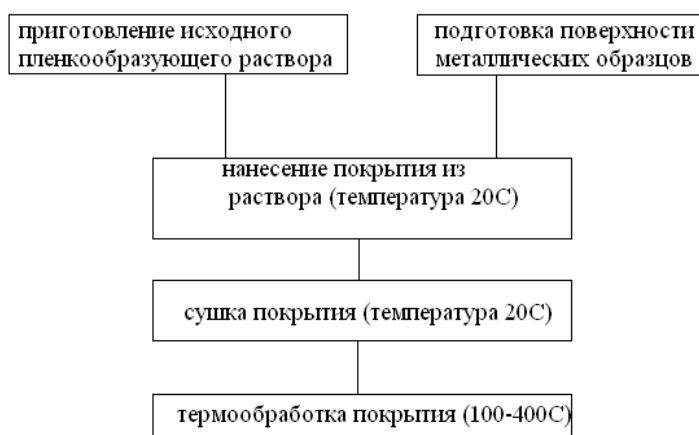 приготовление исходного
пленкообразующего раствора
подготовка поверхности
металлических образцов
нанесение покрытия из
раствора (температура 20С)
сушка покрытия (температура 20С)
термообработка покрытия (100-400С)